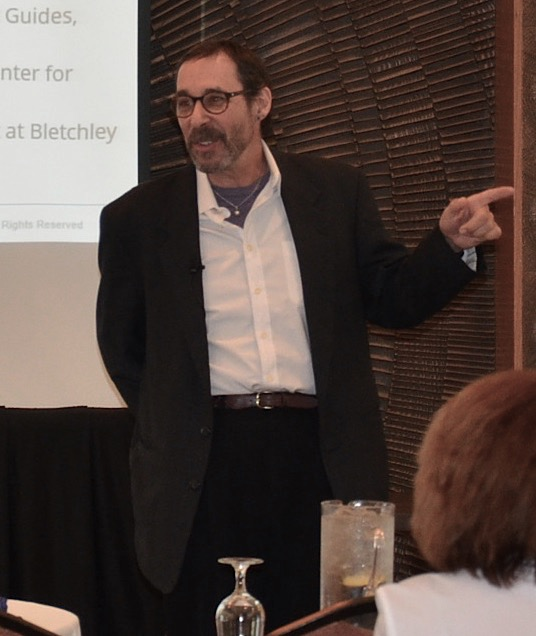 Guides,
nter for
at Bletchley
Rights Reserved